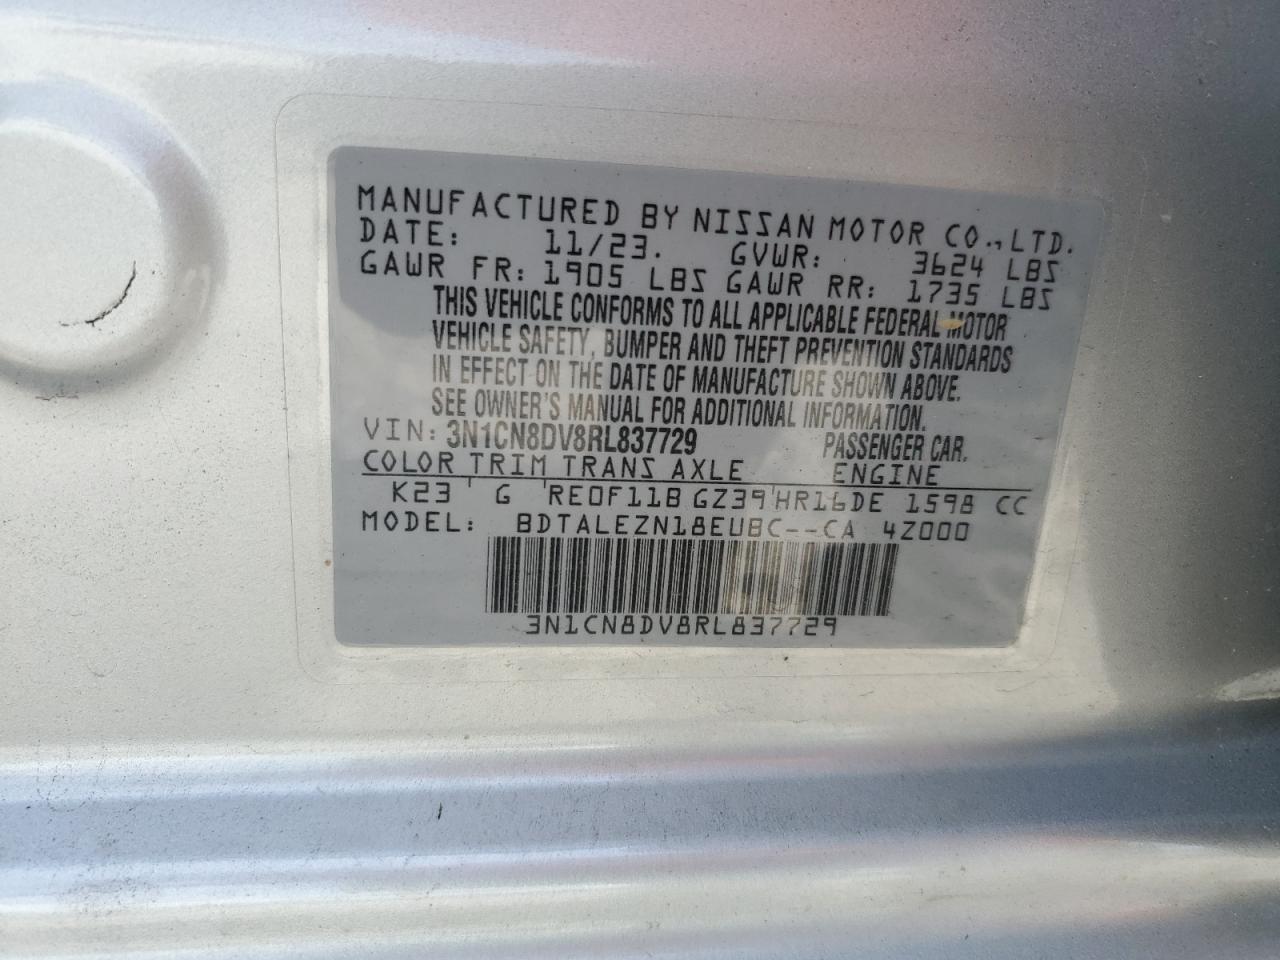 MANUFACTURED BY NISSAN MOTOR CO.,LTD.
DATE: 11/23. GVWR: 3624 LBS
GAWR FR: 1905 LBS GAWR RR: 1735 LBS
THIS VEHICLE CONFORMS TO ALL APPLICABLE FEDERAL MOTOR
VEHICLE SAFETY, BUMPER AND THEFT PREVENTION STANDARDS
IN EFFECT ON THE DATE OF MANUFACTURE SHOWN ABOVE.
SEE OWNER'S MANUAL FOR ADDITIONAL INFORMATION.
VIN: 3N1CN8DV8RL837729 PASSENGER CAR.
COLOR TRIM TRANS AXLE ENGINE
K23 G RE0F11B GZ39 HR16DE 1598 CC
MODEL: BDTALEZN18EUBC--CA 4Z000
3N1CN8DV8RL837729